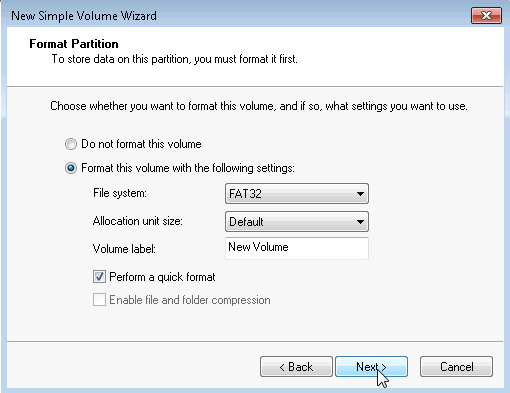 New Simple Volume Wizard
Format Partition
To store data on this partition, you must format it first.
Choose whether you want to format this volume, and if so, what settings you want to use.
Do not format this volume
Format this volume with the following settings:
File system: FAT32
Allocation unit size: Default
Volume label: New Volume
Perform a quick format
Enable file and folder compression
< Back Next > Cancel